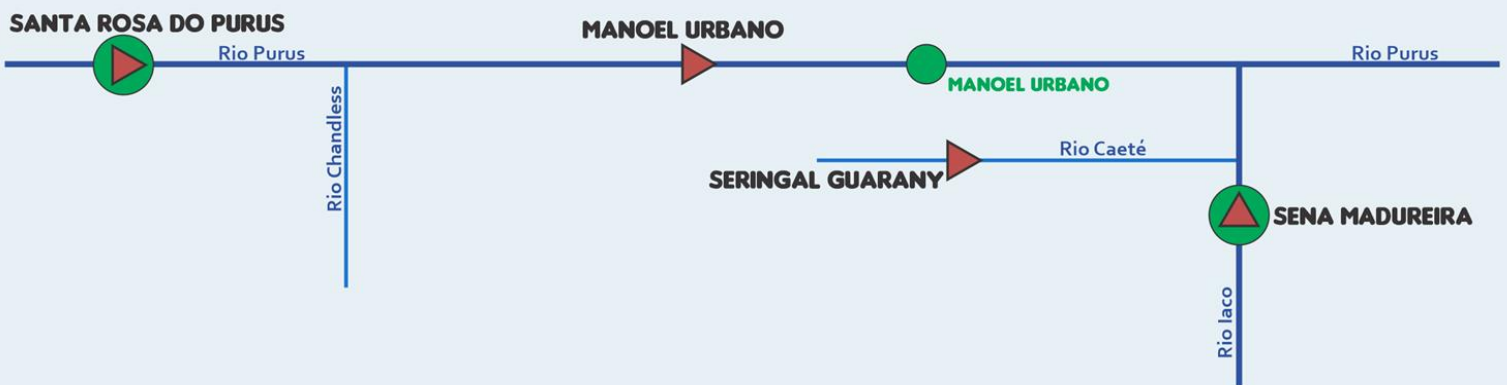 SANTA ROSA DO PURUS
MANOEL URBANO
Rio Purus
Rio Purus
MANOEL URBANO
Rio Chandless
Rio Caeté
SERINGAL GUARANY
SENA MADUREIRA
Rio Iaco